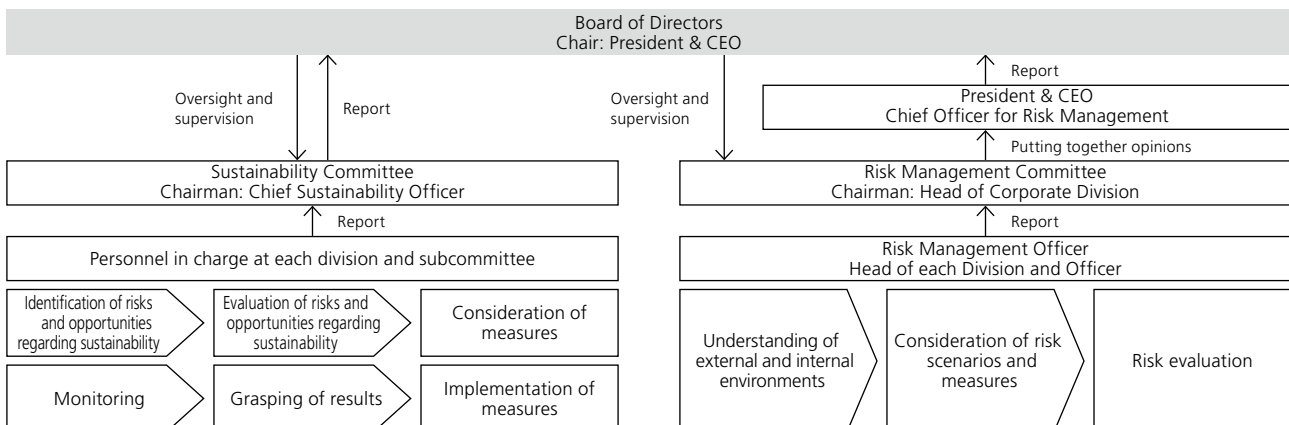 Board of Directors
Chair: President & CEO
Oversight and
supervision
Report
Oversight and
supervision
Report
President & CEO
Chief Officer for Risk Management
Putting together opinions
Sustainability Committee
Chairman: Chief Sustainability Officer
Risk Management Committee
Chairman: Head of Corporate Division
Report
Report
Personnel in charge at each division and subcommittee
Risk Management Officer
Head of each Division and Officer
Identification of risks
and opportunities
regarding sustainability
Evaluation of risks and
opportunities regarding
sustainability
Consideration of
measures
Monitoring
Grasping of results
Implementation of
measures
Understanding of
external and internal
environments
Consideration of risk
scenarios and
measures
Risk evaluation